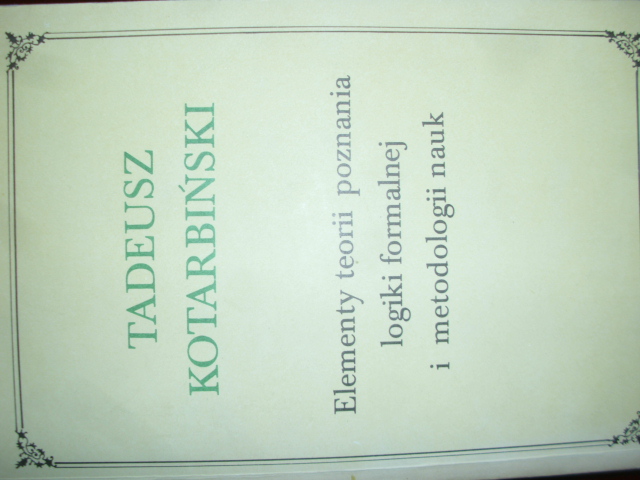 TADEUSZ
KOTARBIŃSKI
Elementy teorii poznania
logiki formalnej
i metodologii nauk